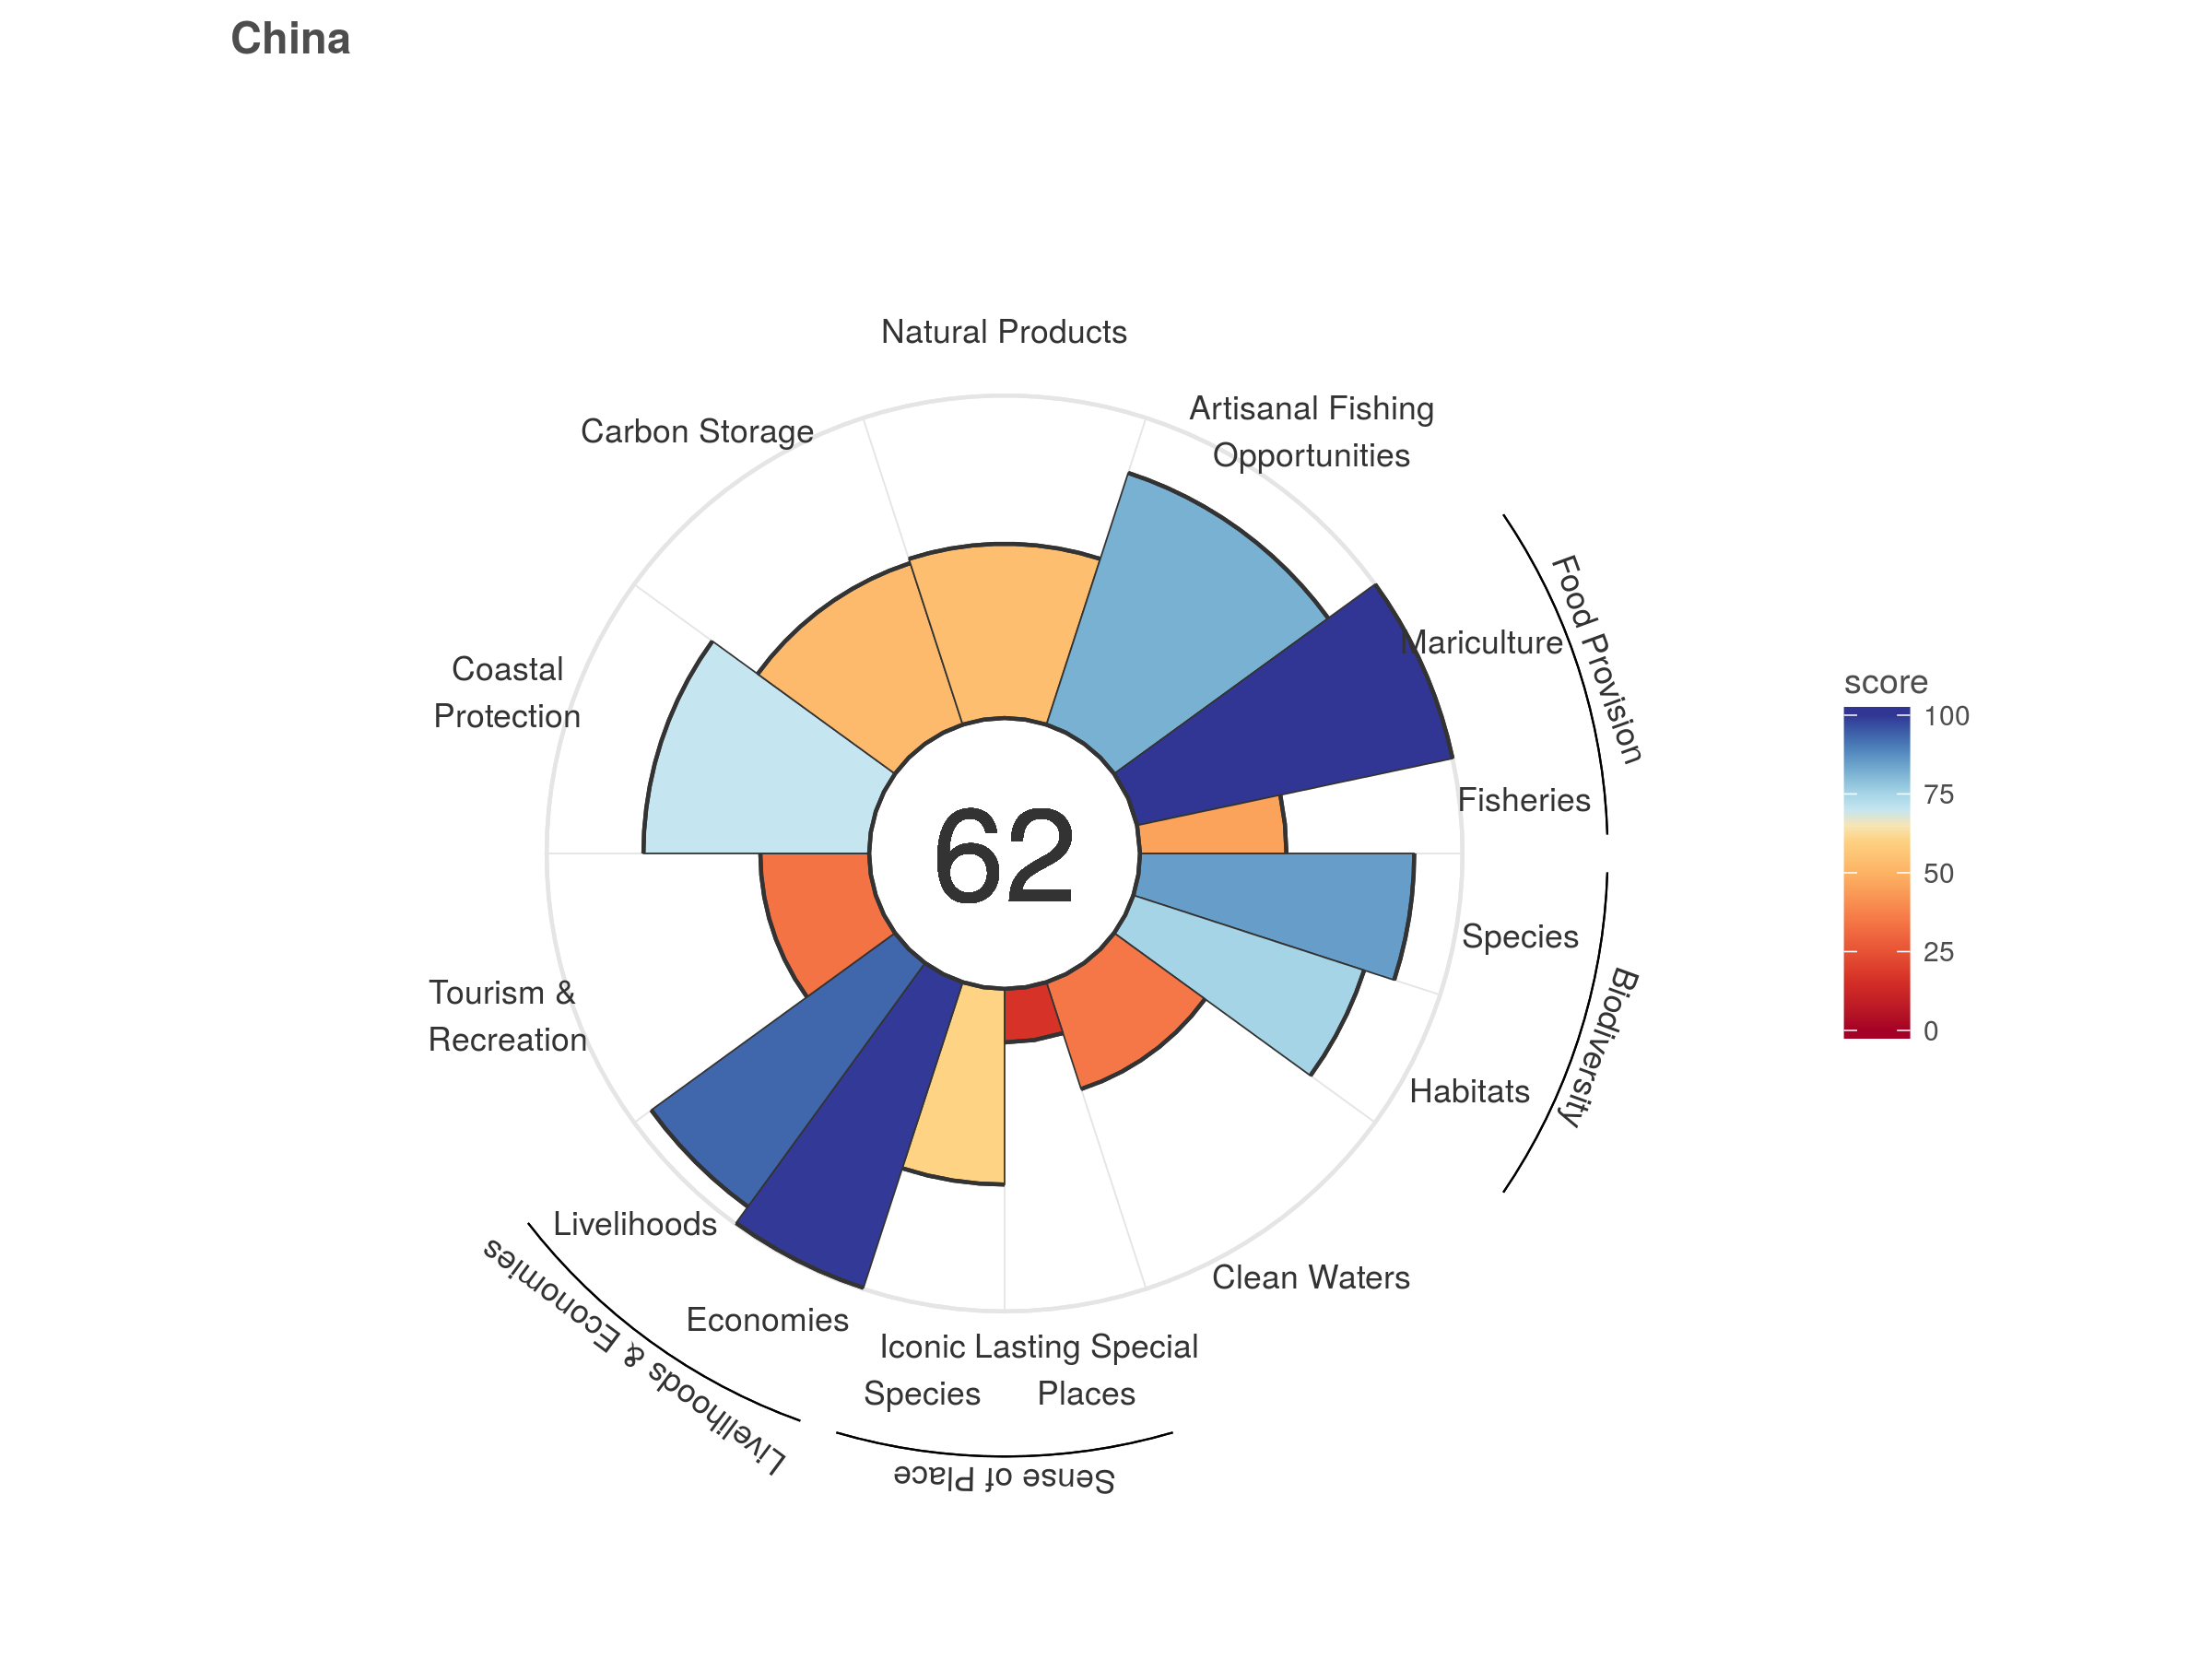 China
Natural Products
Artisanal Fishing
Opportunities
Carbon Storage
Mariculture
Food Provision
Coastal
Protection
Fisheries
62
Species
Biodiversity
Habitats
Tourism &
Recreation
Livelihoods
Clean Waters
Economies
Iconic
Species
Lasting Special
Places
Livelihoods & Economies
Sense of Place
score
100
75
50
25
0